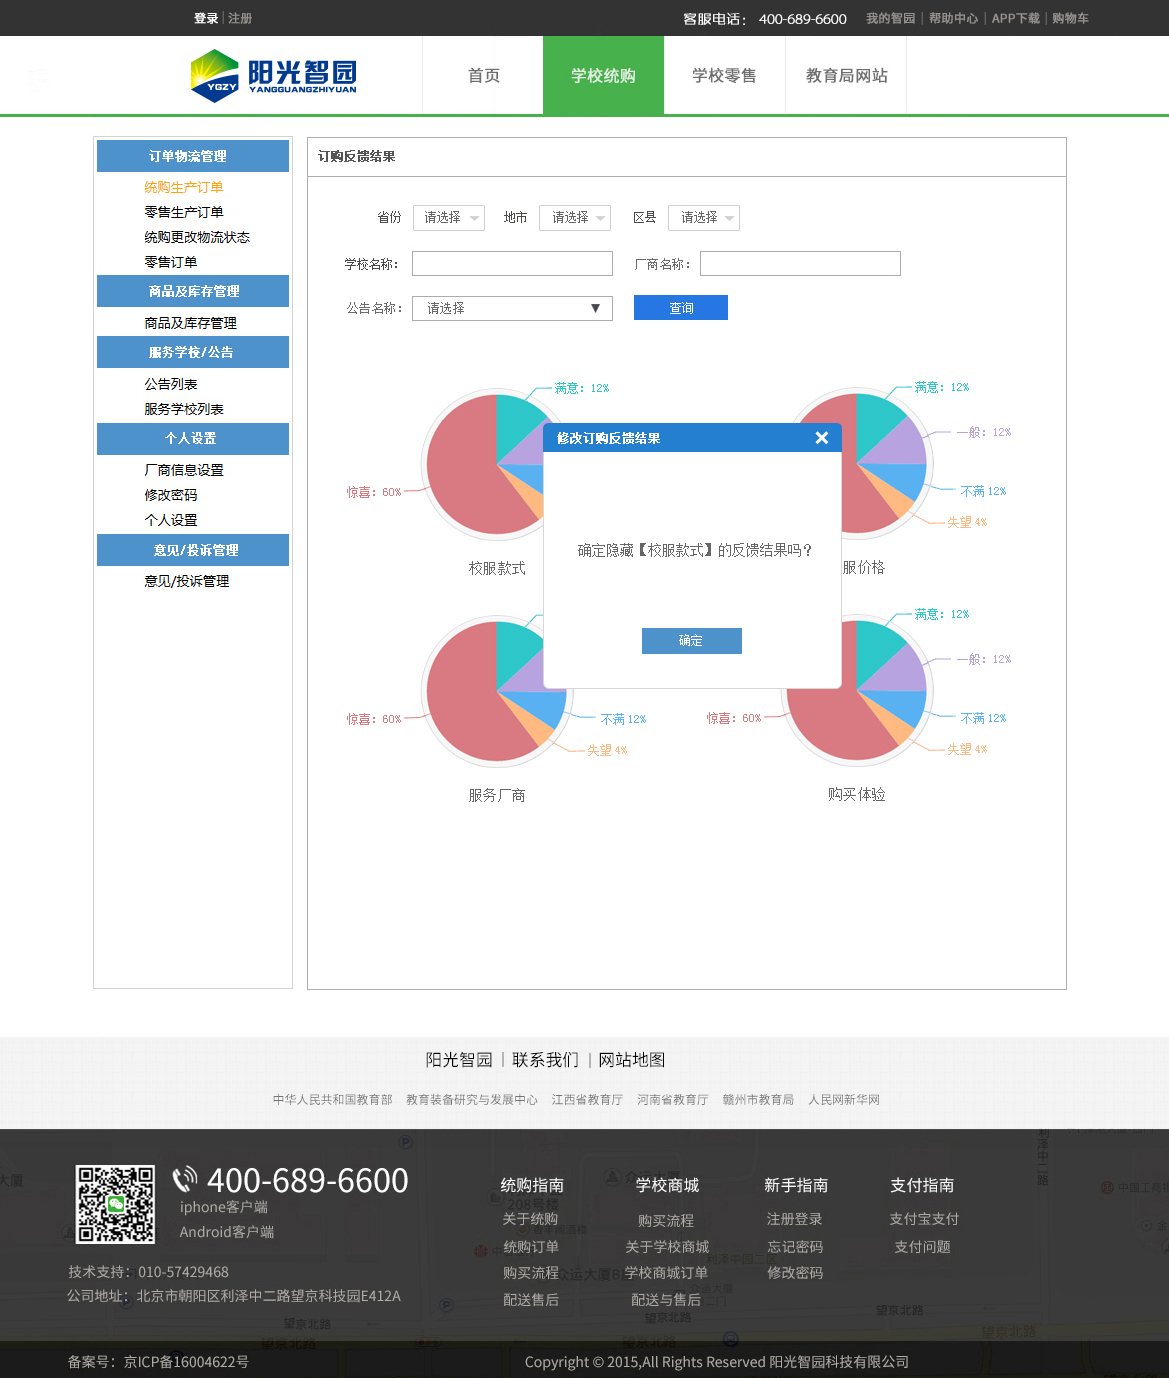 登录 | 注册
客服电话： 400-689-6600 我的智园 | 帮助中心 | APP下载 | 购物车
阳光智园
YANGGUANGZHIYUAN
YGZY
首页 学校统购 学校零售 教育局网站
订单物流管理
统购生产订单
零售生产订单
统购更改物流状态
零售订单
商品及库存管理
商品及库存管理
服务学校/公告
公告列表
服务学校列表
个人设置
厂商信息设置
修改密码
个人设置
意见/投诉管理
意见/投诉管理
订购反馈结果
省份 请选择 地市 请选择 区县 请选择
学校名称： 厂商名称：
公告名称： 请选择 查询
满意：12%
惊喜：60%
校服款式
满意：12%
一般：12%
不满 12%
失望 4%
服价格
修改订购反馈结果
确定隐藏【校服款式】的反馈结果吗？
确定
不满 12%
失望 4%
惊喜：60%
服务厂商
满意：12%
一般：12%
不满 12%
失望 4%
惊喜：60%
购买体验
阳光智园 | 联系我们 | 网站地图
中华人民共和国教育部 教育装备研究与发展中心 江西省教育厅 河南省教育厅 赣州市教育局 人民网新华网
400-689-6600
iphone客户端
Android客户端
技术支持：010-57429468
公司地址：北京市朝阳区利泽中二路望京科技园E412A
统购指南
关于统购
统购订单
购买流程
配送售后
学校商城
购买流程
关于学校商城
学校商城订单
配送与售后
新手指南
注册登录
忘记密码
修改密码
支付指南
支付宝支付
支付问题
望京北路
望京北路
望京北路
望京北路
望京北路
望京北路
备案号：京ICP备16004622号
Copyright © 2015,All Rights Reserved 阳光智园科技有限公司